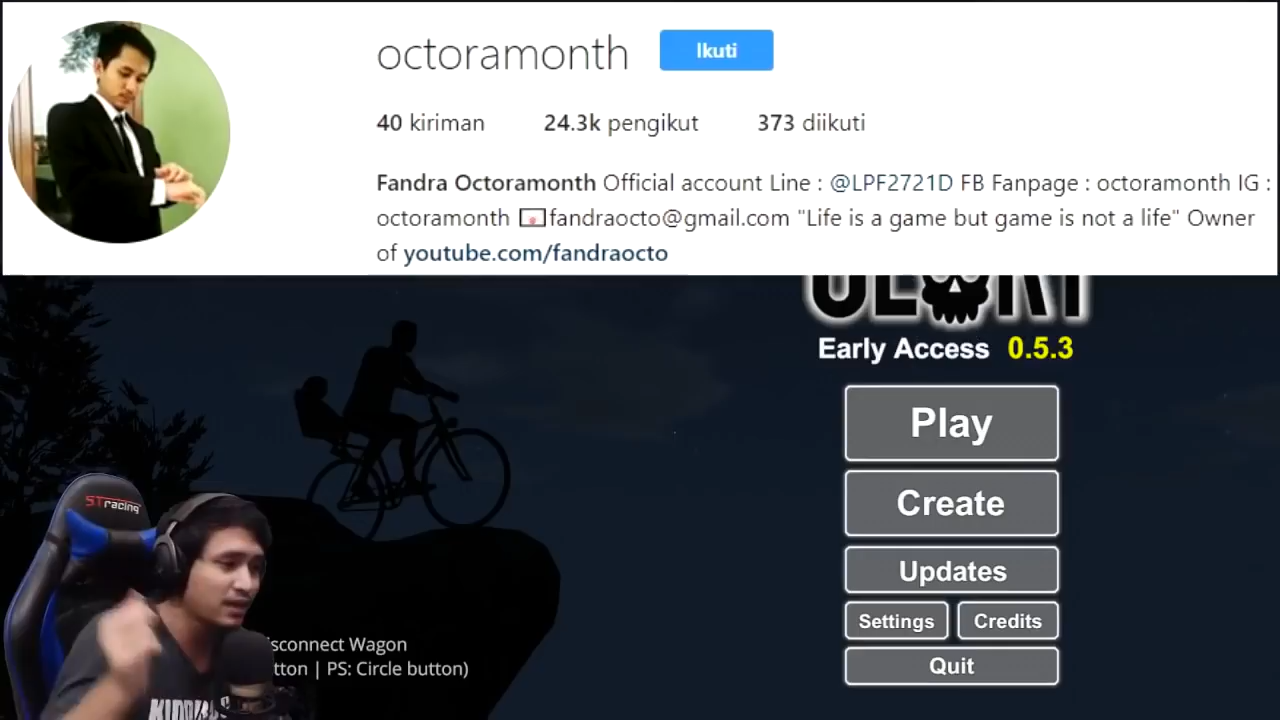 octoramonth Ikuti
40 kiriman 24.3k pengikut 373 diikuti
Fandra Octoramonth Official account Line : @LPF2721D FB Fanpage : octoramonth IG :
octoramonth 💌fandraocto@gmail.com "Life is a game but game is not a life" Owner
of youtube.com/fandraocto
Early Access 0.5.3
Play
Create
Updates
Settings Credits
Quit
STracing
isconnect Wagon
tton | PS: Circle button)